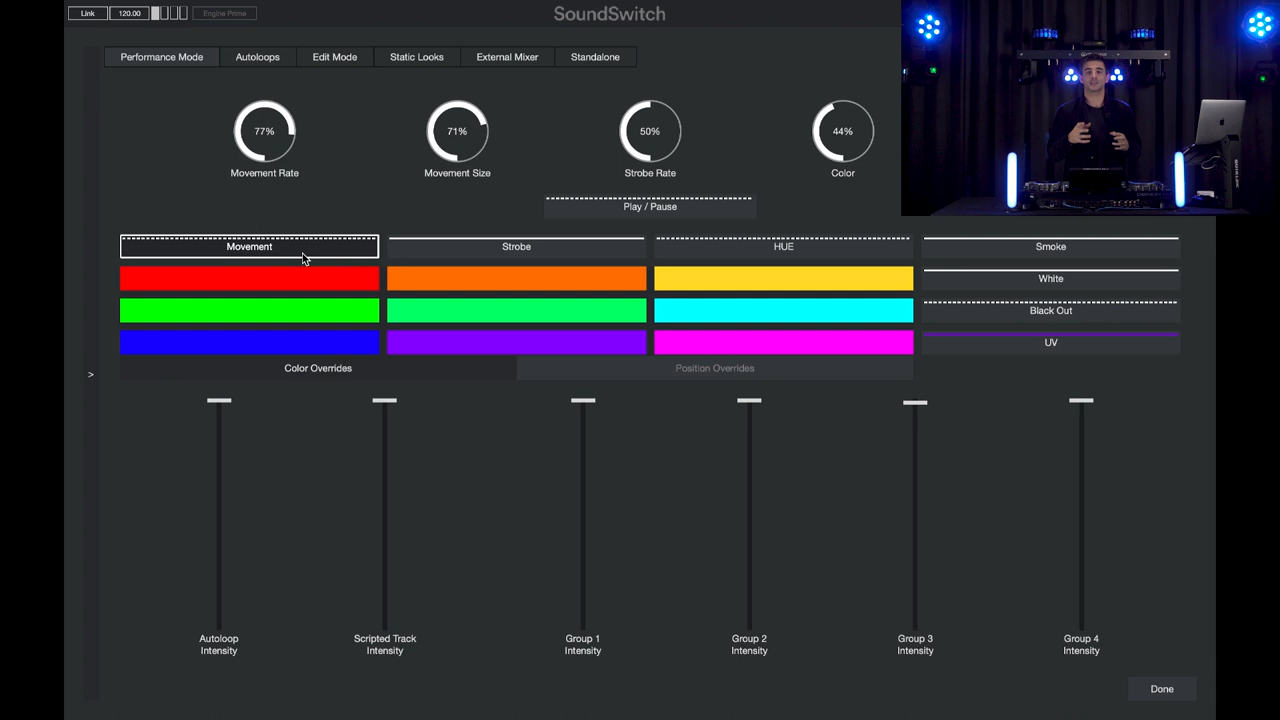 Link
120.00
Engine Prime
SoundSwitch
Performance Mode
Autoloops
Edit Mode
Static Looks
External Mixer
Standalone
77%
71%
50%
44%
Movement Rate
Movement Size
Strobe Rate
Color
Play / Pause
Movement
Strobe
HUE
Smoke
White
Black Out
UV
Color Overrides
Position Overrides
>
Autoloop
Intensity
Scripted Track
Intensity
Group 1
Intensity
Group 2
Intensity
Group 3
Intensity
Group 4
Intensity
Done